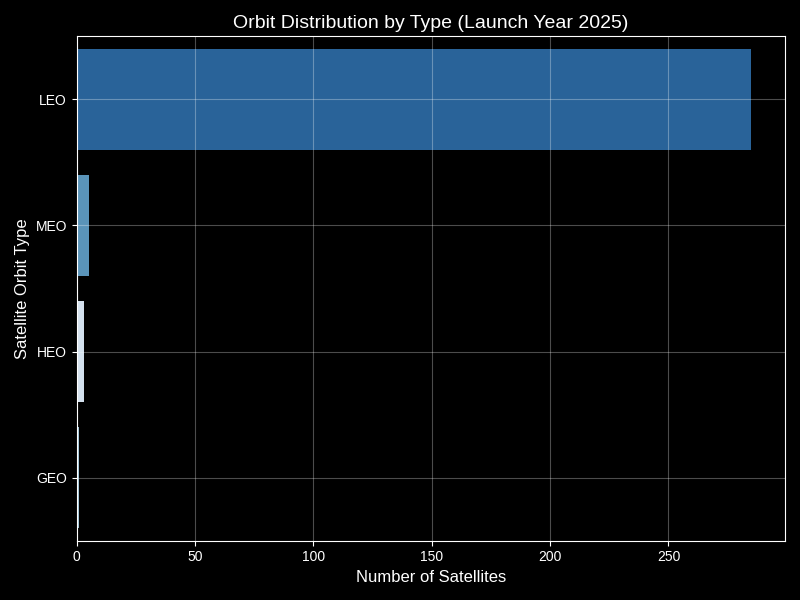 Orbit Distribution by Type (Launch Year 2025)
Satellite Orbit Type
LEO
MEO
HEO
GEO
0 50 100 150 200 250
Number of Satellites